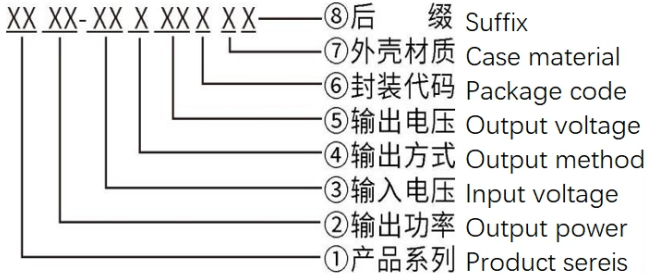 XX XX-XX X XX X XX
⑧后 缀 Suffix
⑦外壳材质 Case material
⑥封装代码 Package code
⑤输出电压 Output voltage
④输出方式 Output method
③输入电压 Input voltage
②输出功率 Output power
①产品系列 Product sereis